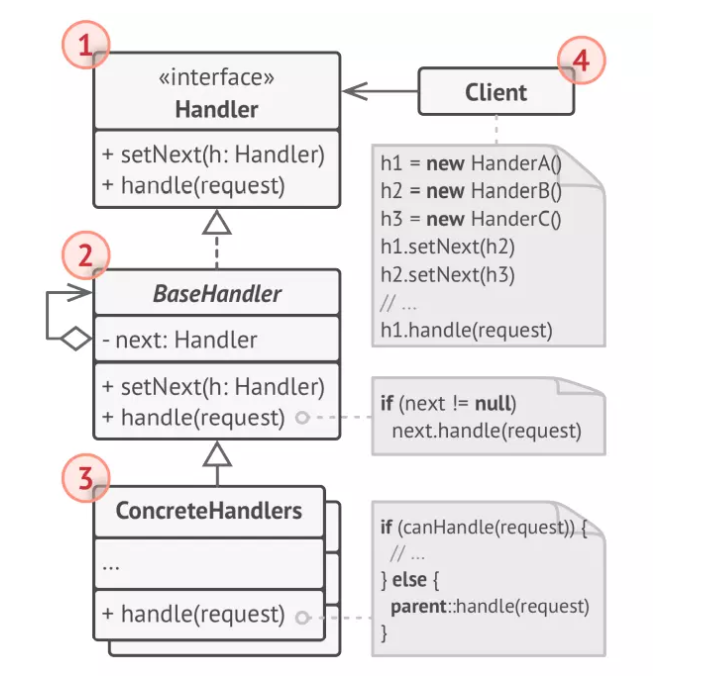 1
«interface»
Handler
+ setNext(h: Handler)
+ handle(request)
4
Client
h1 = new HanderA()
h2 = new HanderB()
h3 = new HanderC()
h1.setNext(h2)
h2.setNext(h3)
// ...
h1.handle(request)
2
BaseHandler
- next: Handler
+ setNext(h: Handler)
+ handle(request)
if (next != null)
next.handle(request)
3
ConcreteHandlers
...
+ handle(request)
if (canHandle(request)) {
// ...
} else {
parent::handle(request)
}